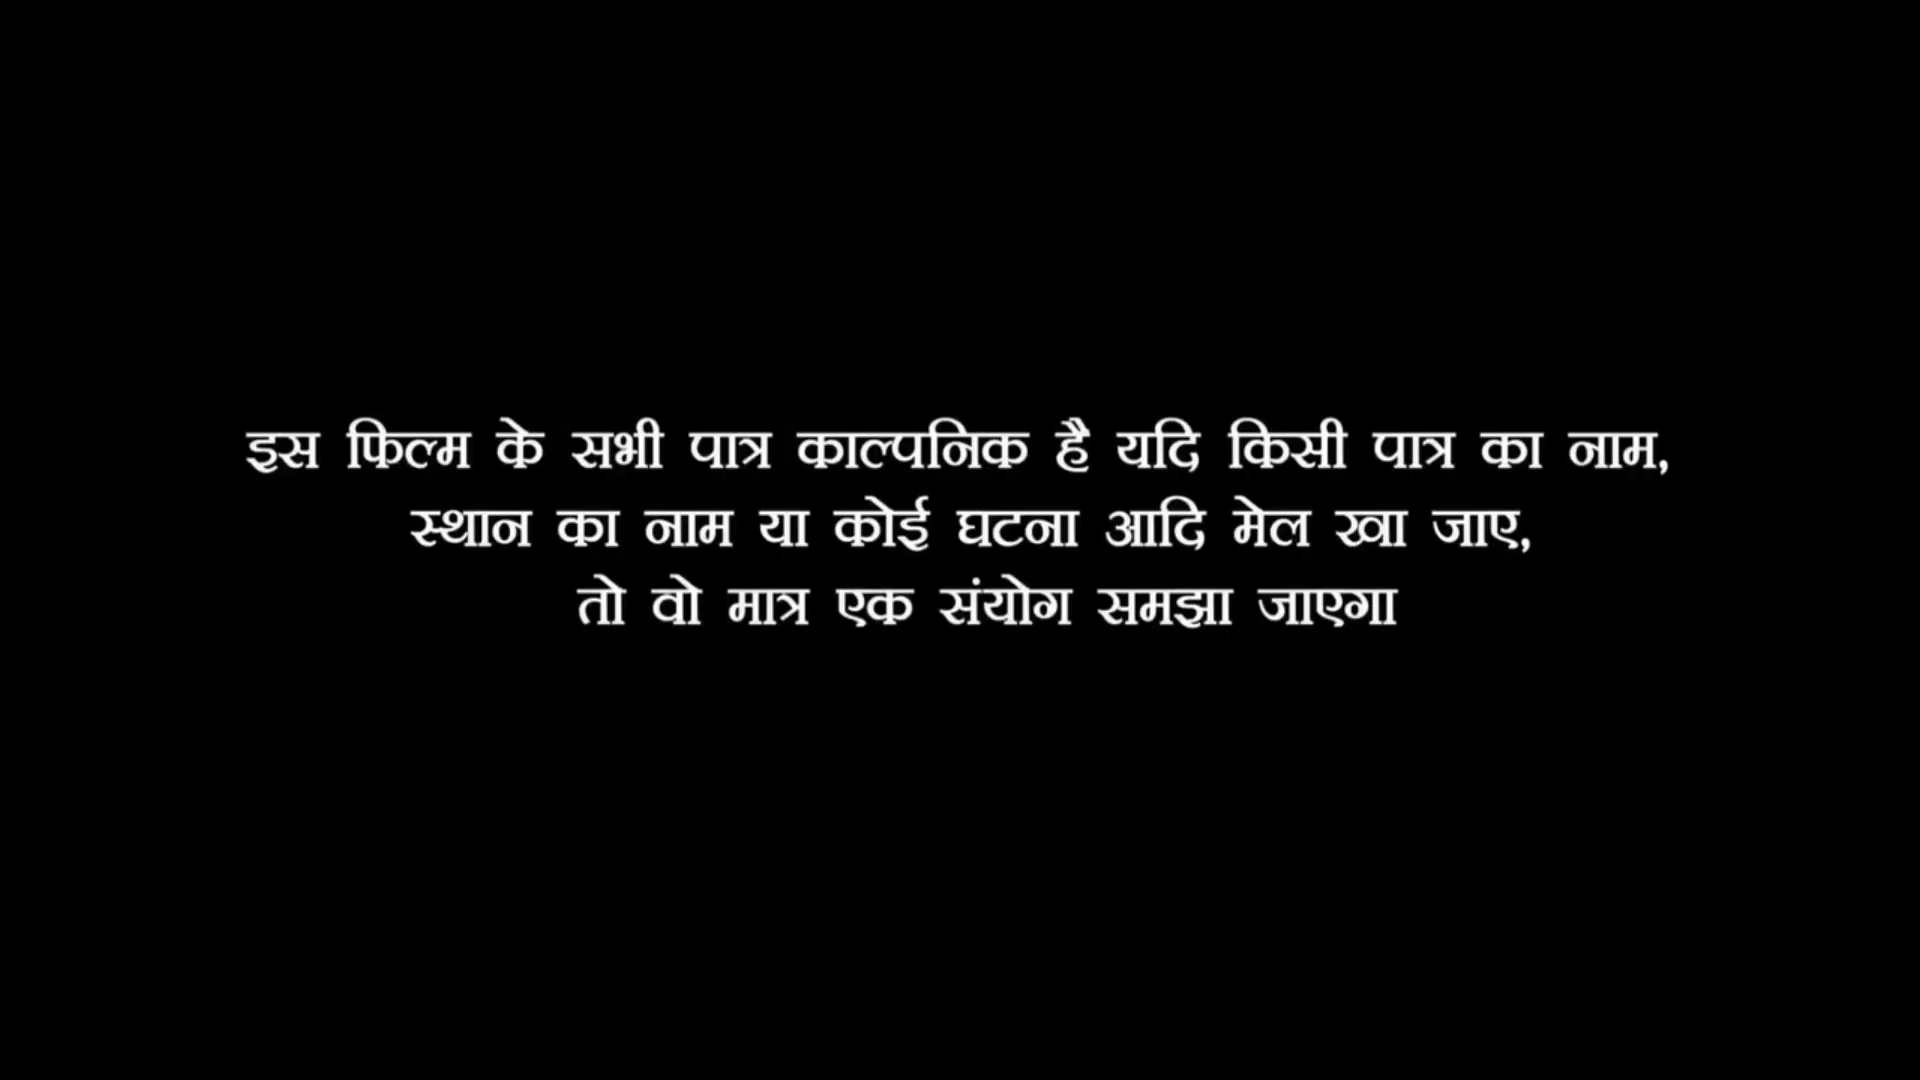 इस फिल्म के सभी पात्र काल्पनिक है यदि किसी पात्र का नाम,
स्थान का नाम या कोई घटना आदि मेल खा जाए,
तो वो मात्र एक संयोग समझा जाएगा